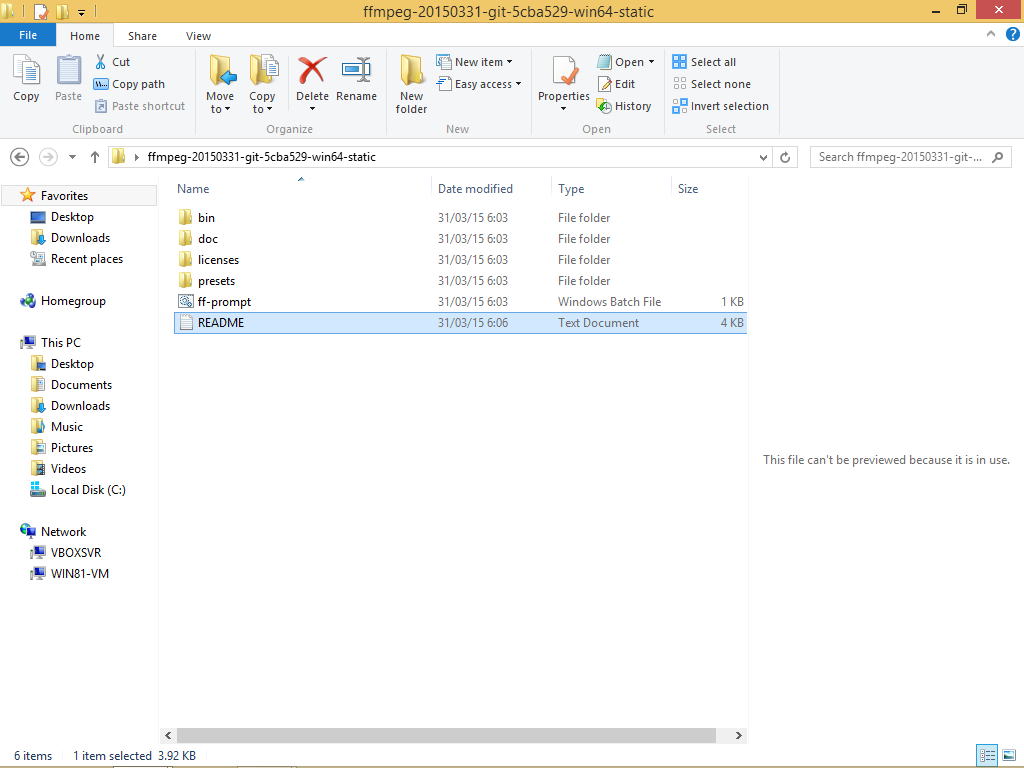 ffmpeg-20150331-git-5cba529-win64-static
File Home Share View
Copy
Paste
Cut
Copy path
Paste shortcut
Clipboard
Move to
Copy to
Delete
Rename
Organize
New folder
New item
Easy access
New
Properties
Open
Edit
History
Open
Select all
Select none
Invert selection
Select
ffmpeg-20150331-git-5cba529-win64-static
Search ffmpeg-20150331-git-...
Favorites
Desktop
Downloads
Recent places
Homegroup
This PC
Desktop
Documents
Downloads
Music
Pictures
Videos
Local Disk (C:)
Network
VBOXSVR
WIN81-VM
Name Date modified Type Size
bin 31/03/15 6:03 File folder
doc 31/03/15 6:03 File folder
licenses 31/03/15 6:03 File folder
presets 31/03/15 6:03 File folder
ff-prompt 31/03/15 6:03 Windows Batch File 1 KB
README 31/03/15 6:06 Text Document 4 KB
This file can't be previewed because it is in use.
6 items 1 item selected 3.92 KB